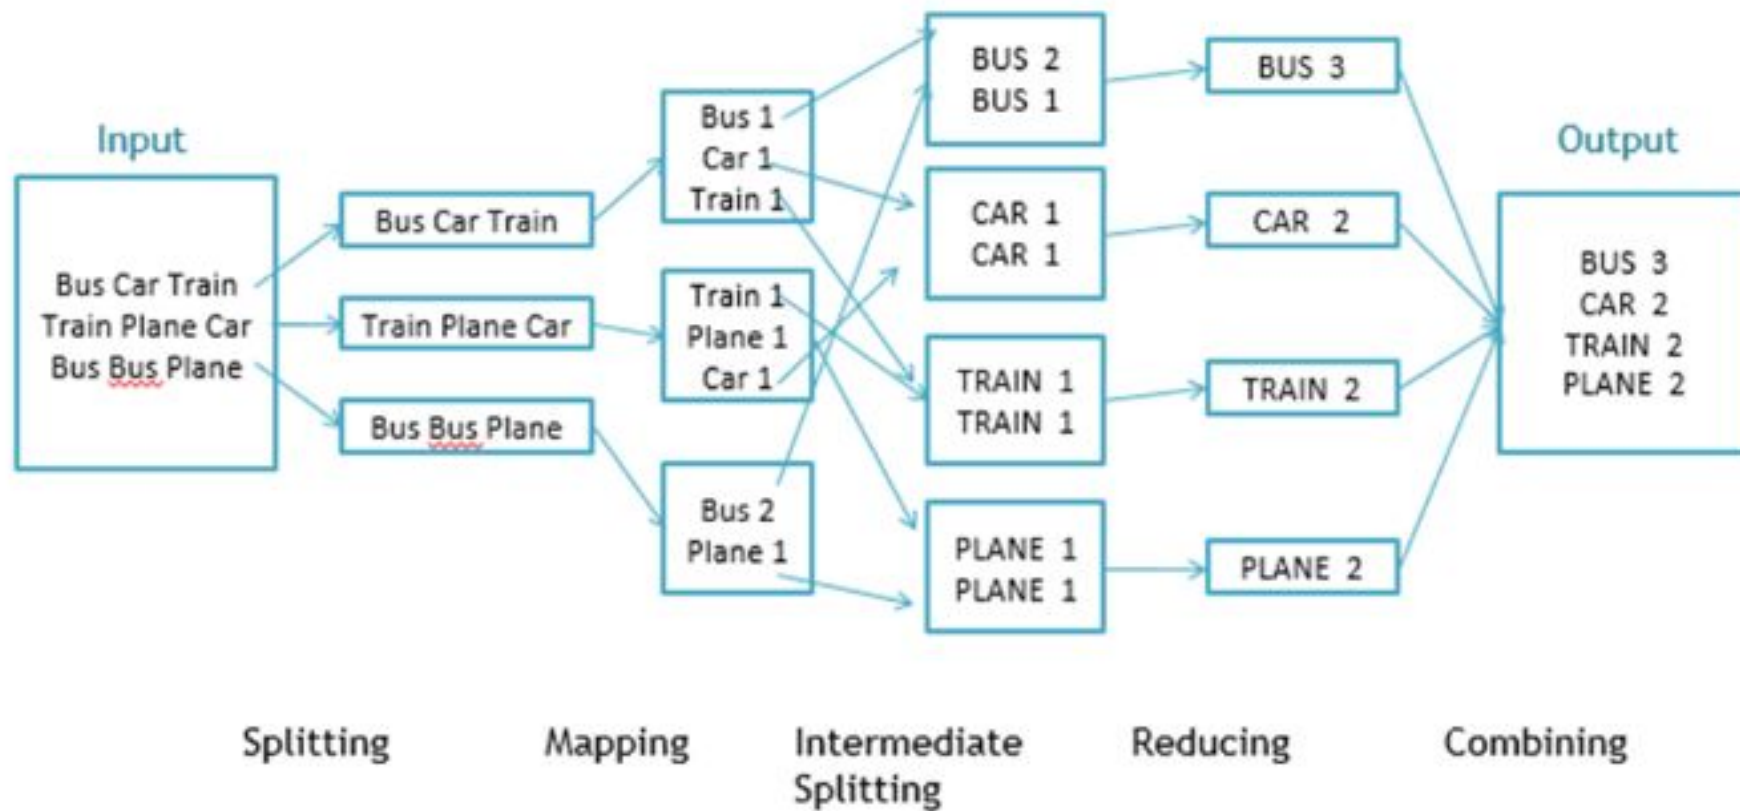 Input
Bus Car Train
Train Plane Car
Bus Bus Plane
Bus Car Train
Train Plane Car
Bus Bus Plane
Bus 1
Car 1
Train 1
Train 1
Plane 1
Car 1
Bus 2
Plane 1
BUS 2
BUS 1
CAR 1
CAR 1
TRAIN 1
TRAIN 1
PLANE 1
PLANE 1
BUS 3
CAR 2
TRAIN 2
PLANE 2
Output
BUS 3
CAR 2
TRAIN 2
PLANE 2
Splitting
Mapping
Intermediate
Splitting
Reducing
Combining